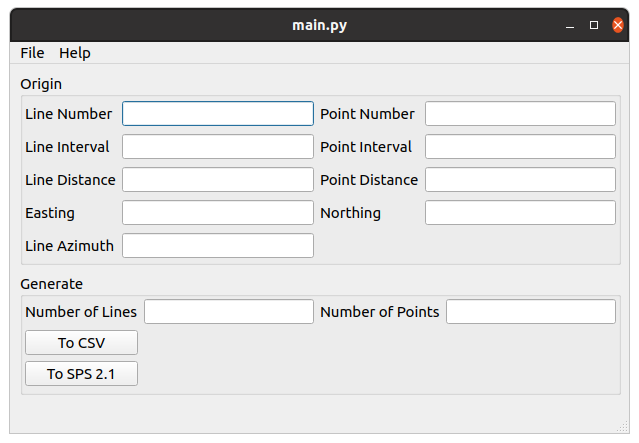 main.py
File Help
Origin
Line Number Point Number
Line Interval Point Interval
Line Distance Point Distance
Easting Northing
Line Azimuth
Generate
Number of Lines Number of Points
To CSV
To SPS 2.1